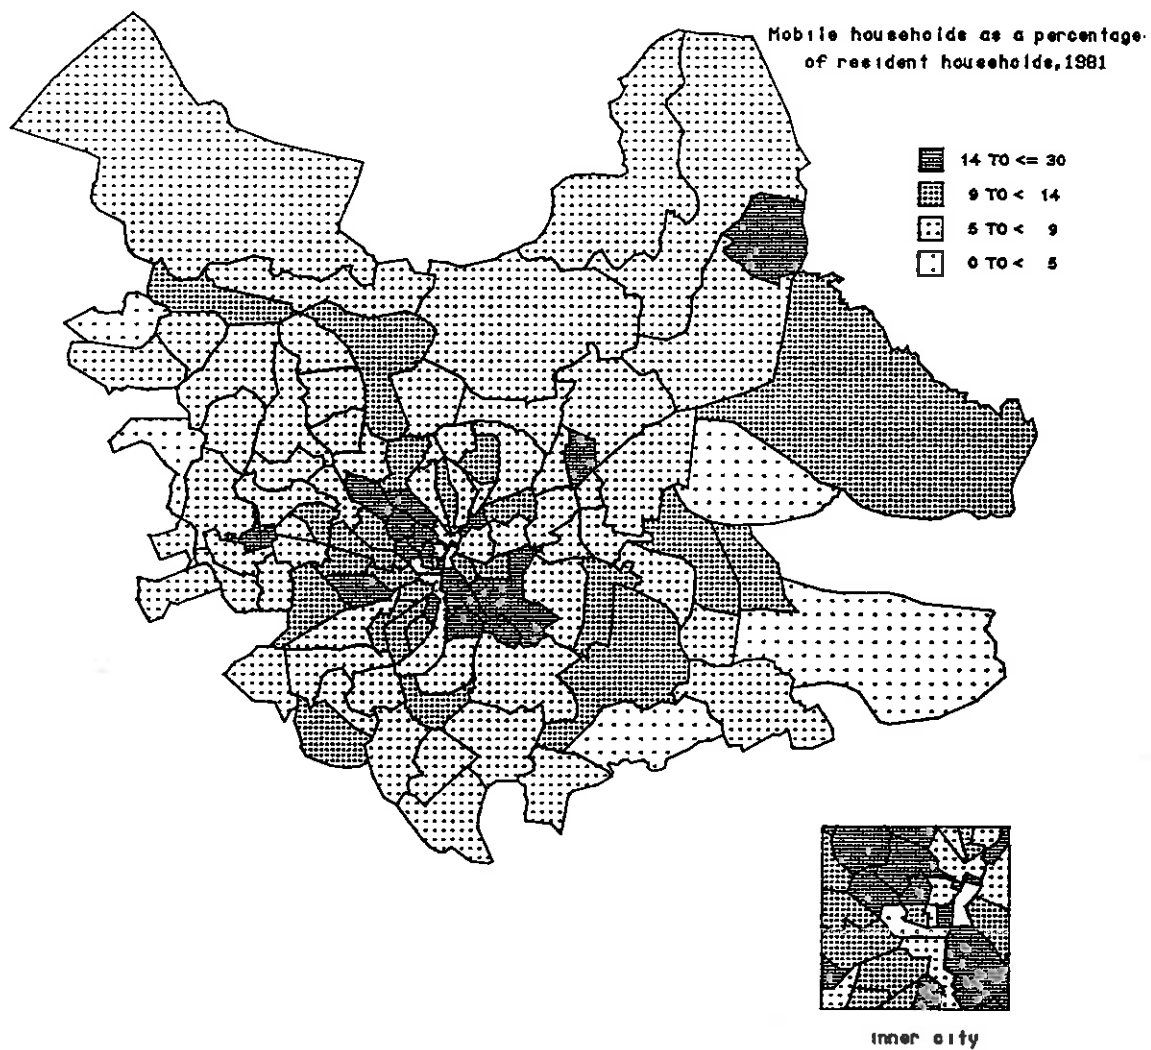 Mobile households as a percentage
of resident households,1981
14 TO <= 30
9 TO < 14
5 TO < 9
0 TO < 5
Inner city